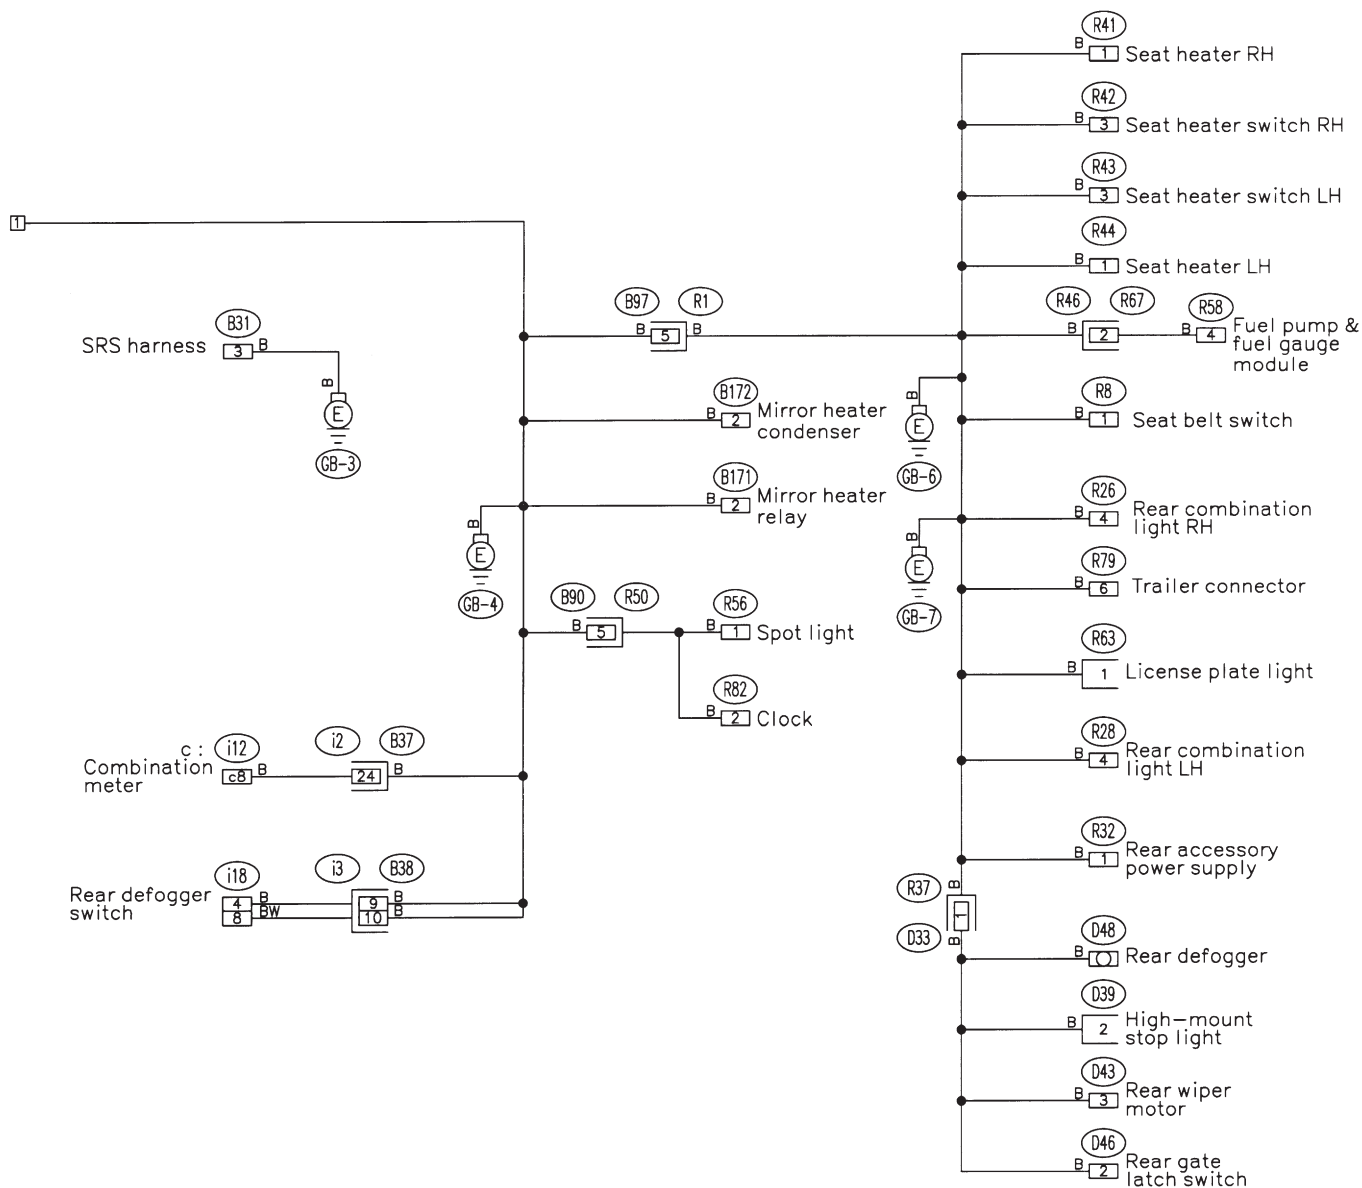 R41
B 1 Seat heater RH
R42
B 3 Seat heater switch RH
R43
B 3 Seat heater switch LH
1
R44
B 1 Seat heater LH
B97 R1
B 5 B
R46 R67 R58
B 2 B 4 Fuel pump &
fuel gauge
module
B31
SRS harness 3 B
B
E
GB-3
B172
B 2 Mirror heater
condenser
B
E
GB-6
R8
B 1 Seat belt switch
B171
B 2 Mirror heater
relay
B
E
GB-4
R26
B 4 Rear combination
light RH
B
E
GB-7
R79
B 6 Trailer connector
B90 R50 R56
B 5 B 1 Spot light
R63
B 1 License plate light
R82
B 2 Clock
R28
B 4 Rear combination
light LH
c : i12 i2 B37
Combination
meter
c8 B 24 B
R32
B 1 Rear accessory
power supply
i18 i3 B38
Rear defogger
switch
4 B 9 B
8 BW 10 B
R37 B
1
D33 B
D48
B Rear defogger
D39
B 2 High-mount
stop light
D43
B 3 Rear wiper
motor
D46
B 2 Rear gate
latch switch